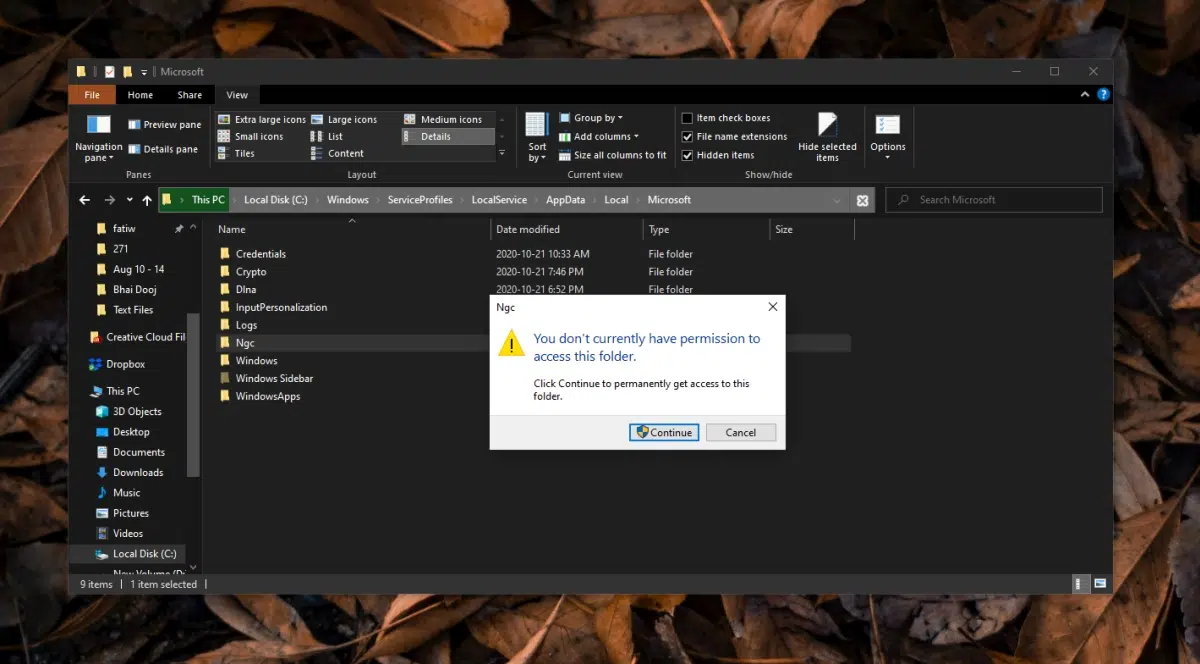 Microsoft
File Home Share View
Navigation pane
Preview pane
Details pane
Panes
Extra large icons Large icons Medium icons
Small icons List Details
Tiles Content
Layout
Sort by
Group by
Add columns
Size all columns to fit
Current view
Item check boxes
File name extensions
Hidden items
Hide selected items
Show/hide
Options
This PC Local Disk (C:) Windows ServiceProfiles LocalService AppData Local Microsoft
Search Microsoft
fatiw
271
Aug 10 - 14
Bhai Dooj
Text Files
Creative Cloud Fil
Dropbox
This PC
3D Objects
Desktop
Documents
Downloads
Music
Pictures
Videos
Local Disk (C:)
Name Date modified Type Size
Credentials 2020-10-21 10:33 AM File folder
Crypto 2020-10-21 7:46 PM File folder
Dlna 2020-10-21 6:52 PM File folder
InputPersonalization
Logs
Ngc
Windows
Windows Sidebar
WindowsApps
Ngc
You don't currently have permission to
access this folder.
Click Continue to permanently get access to this
folder.
Continue Cancel
9 items 1 item selected